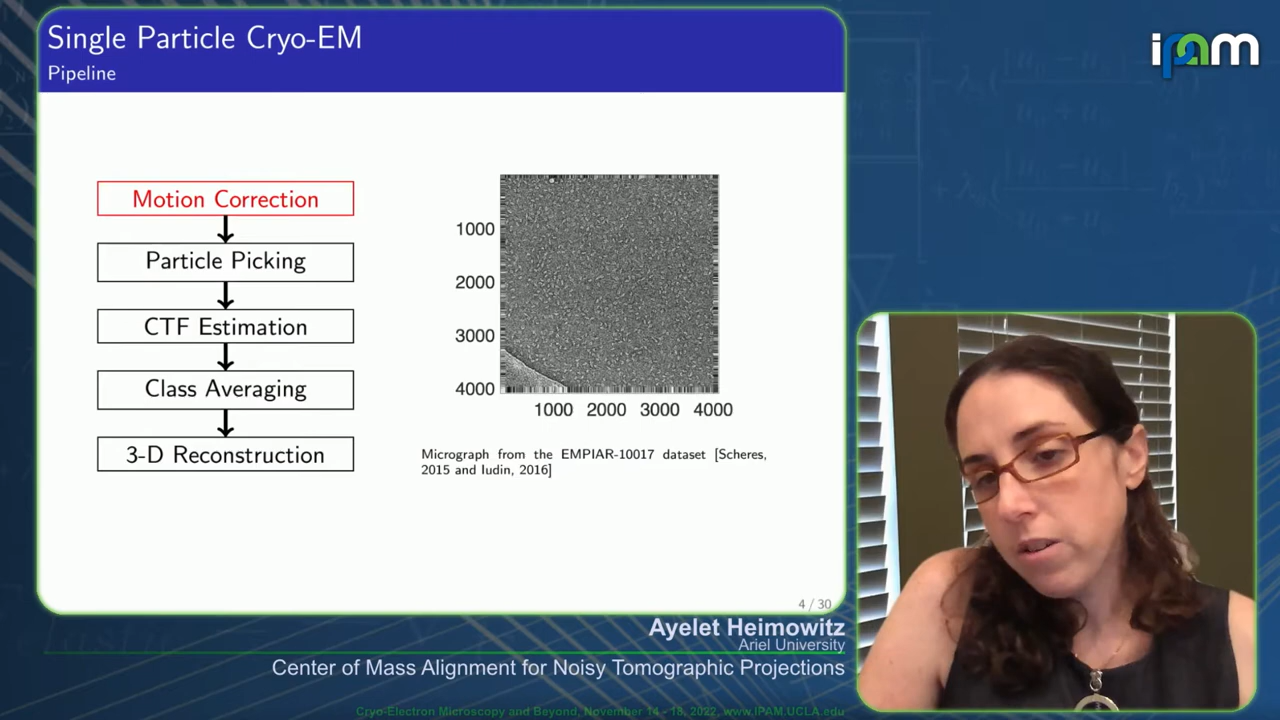 Single Particle Cryo-EM
Pipeline
ipam
Motion Correction
Particle Picking
CTF Estimation
Class Averaging
3-D Reconstruction
1000
2000
3000
4000
1000 2000 3000 4000
Micrograph from the EMPIAR-10017 dataset [Scheres,
2015 and Iudin, 2016]
4 / 30
Ayelet Heimowitz
Ariel University
Center of Mass Alignment for Noisy Tomographic Projections
Cryo-Electron Microscopy and Beyond, November 14 - 18, 2022, www.IPAM.UCLA.edu